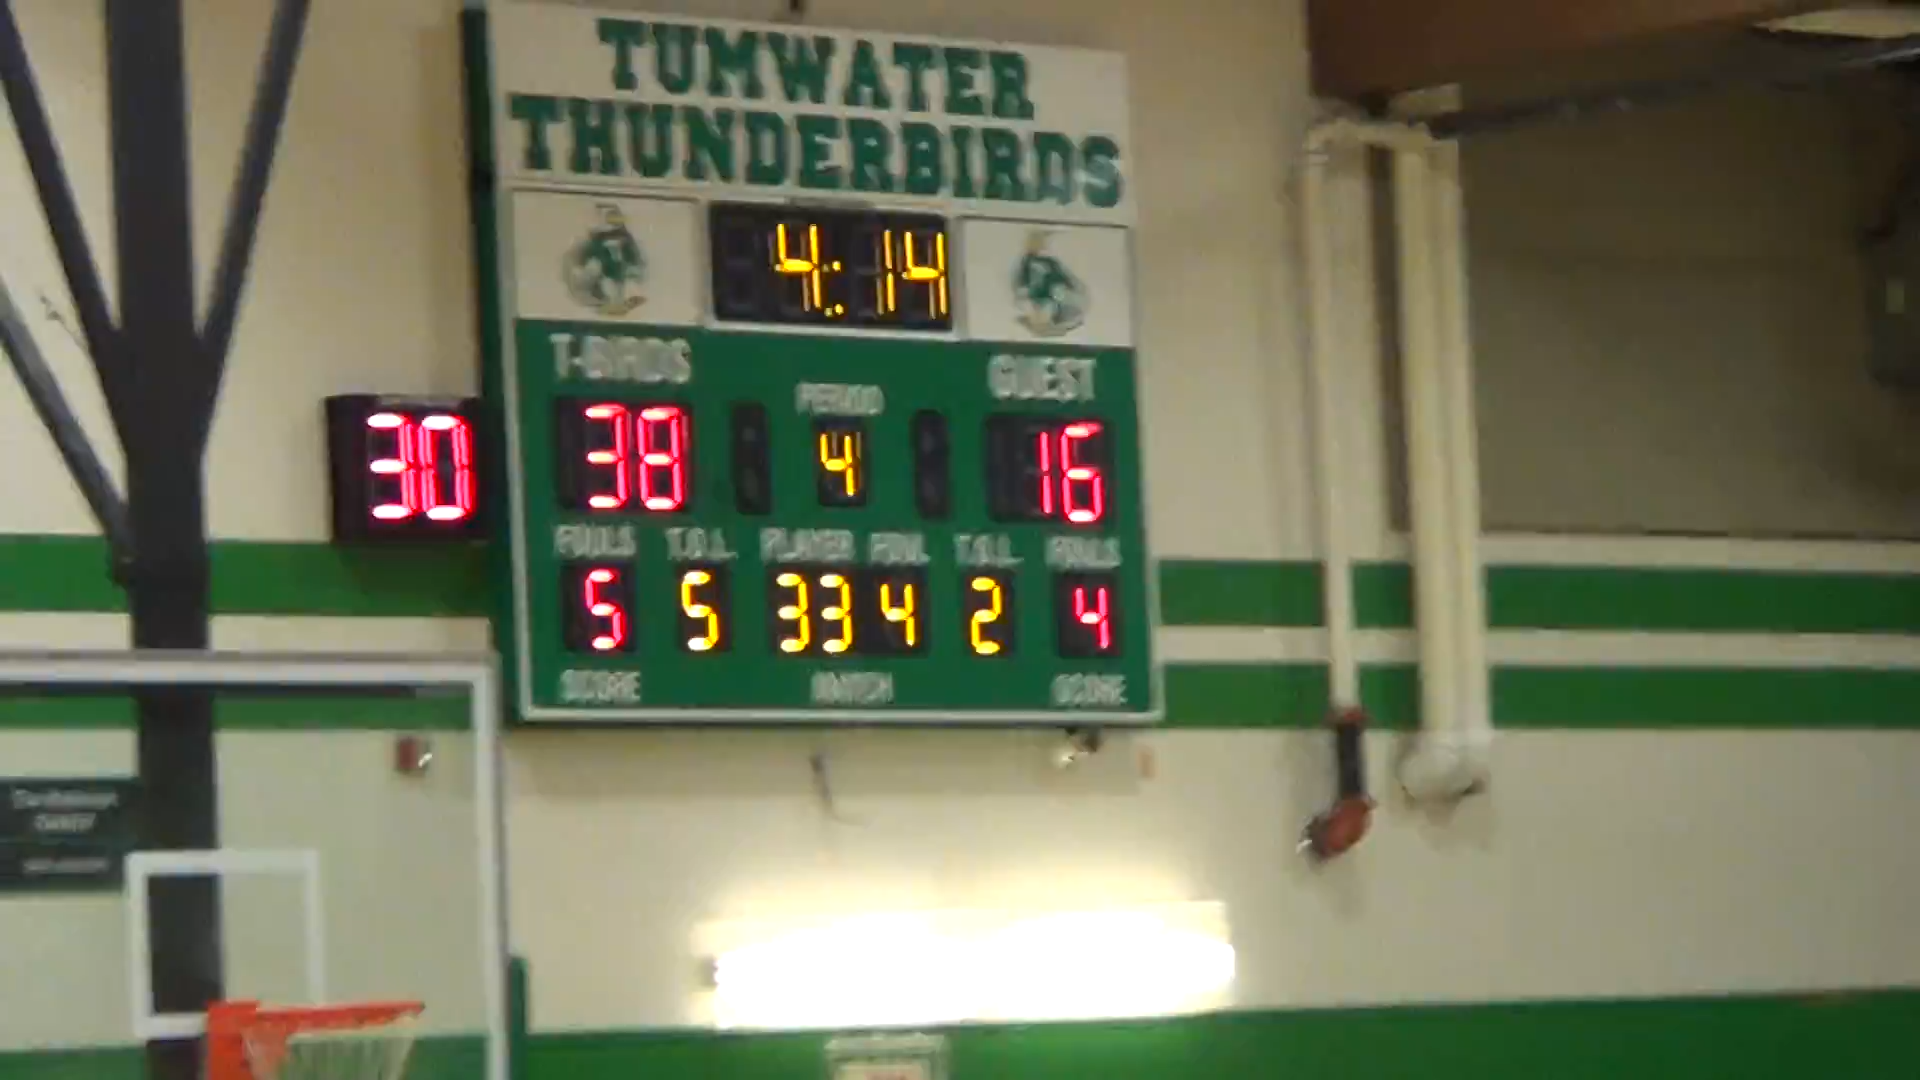 TUMWATER
THUNDERBIRDS
4:14
T-BIRDS GUEST
PERIOD
30 38 4 16
FOULS T.O.L. PLAYER FOUL T.O.L. FOULS
5 5 33 4 2 4
SCORE MATCH SCORE